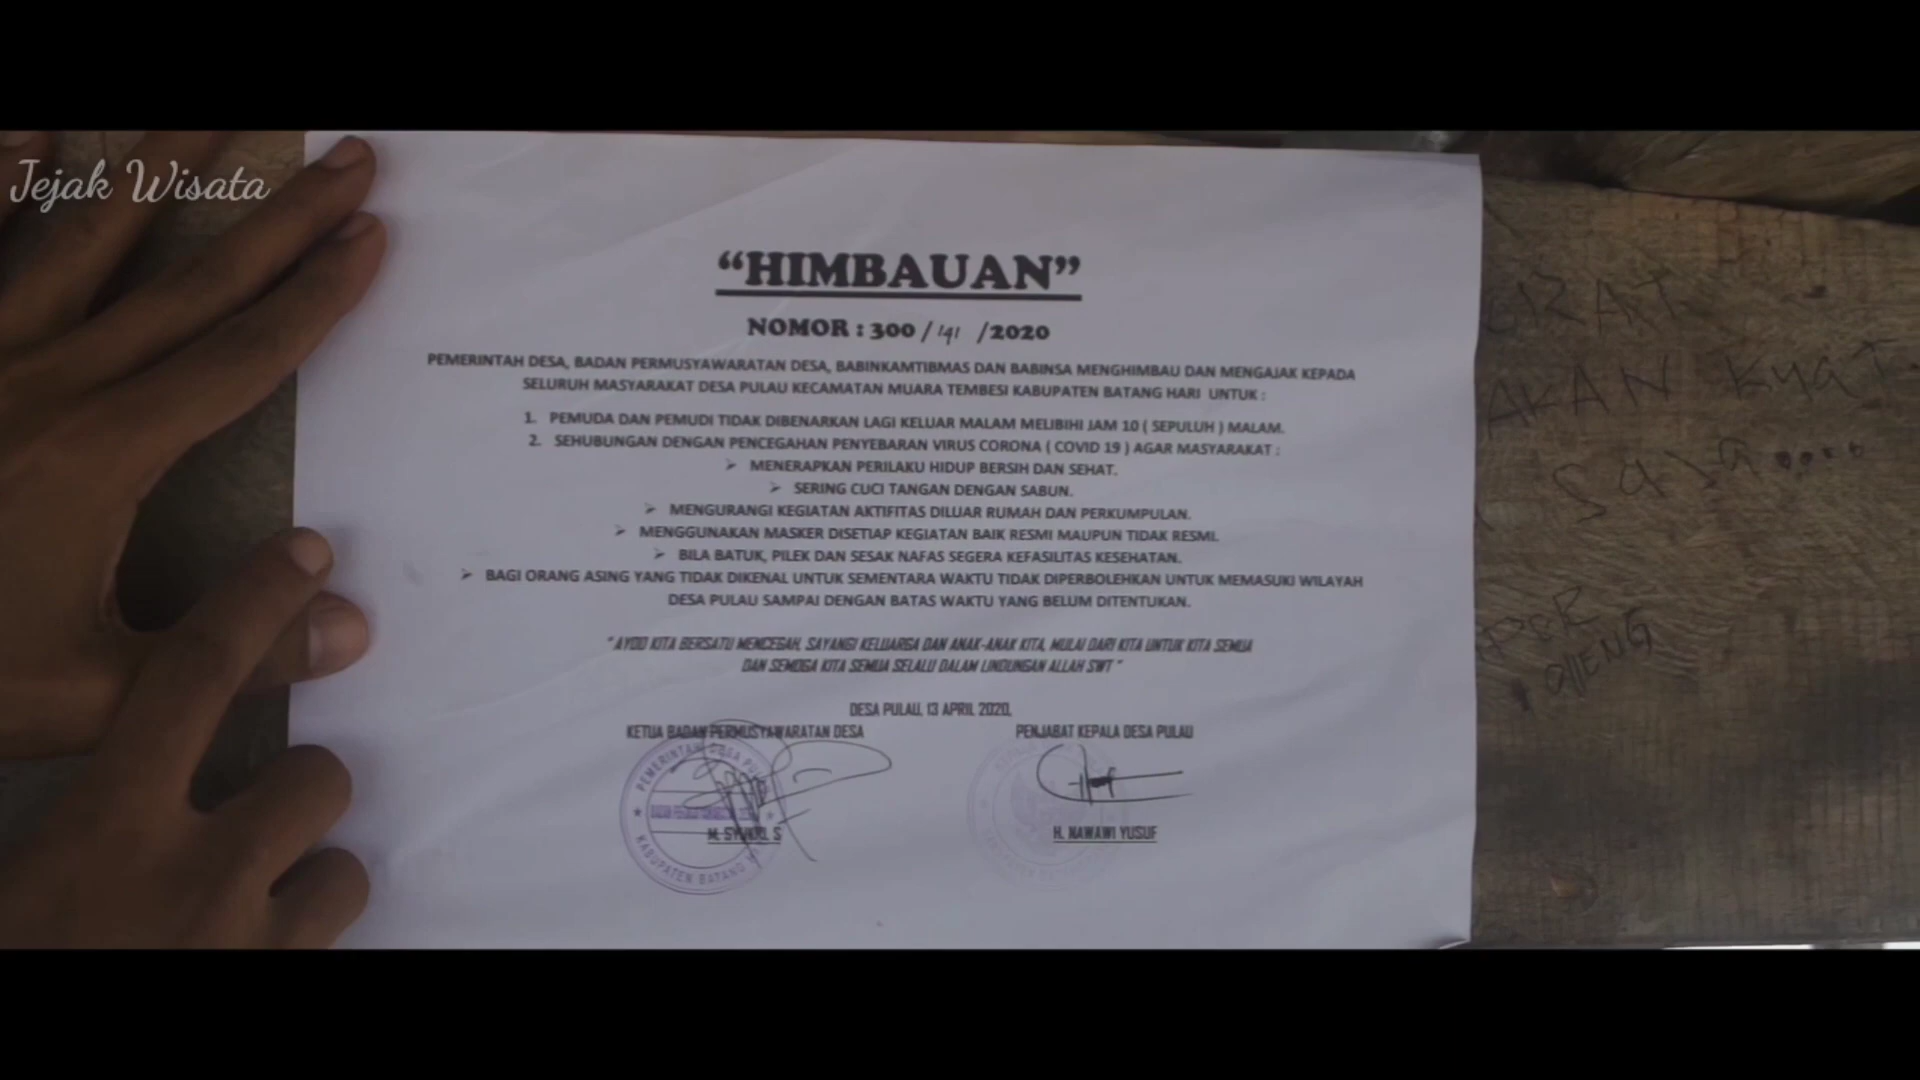 Jejak Wisata
“HIMBAUAN”
NOMOR : 300 / 141 /2020
PEMERINTAH DESA, BADAN PERMUSYAWARATAN DESA, BABINKAMTIBMAS DAN BABINSA MENGHIMBAU DAN MENGAJAK KEPADA
SELURUH MASYARAKAT DESA PULAU KECAMATAN MUARA TEMBESI KABUPATEN BATANG HARI UNTUK :
1. PEMUDA DAN PEMUDI TIDAK DIBENARKAN LAGI KELUAR MALAM MELIBIHI JAM 10 ( SEPULUH ) MALAM.
2. SEHUBUNGAN DENGAN PENCEGAHAN PENYEBARAN VIRUS CORONA ( COVID 19 ) AGAR MASYARAKAT :
➢ MENERAPKAN PERILAKU HIDUP BERSIH DAN SEHAT.
➢ SERING CUCI TANGAN DENGAN SABUN.
➢ MENGURANGI KEGIATAN AKTIFITAS DILUAR RUMAH DAN PERKUMPULAN.
➢ MENGGUNAKAN MASKER DISETIAP KEGIATAN BAIK RESMI MAUPUN TIDAK RESMI.
➢ BILA BATUK, PILEK DAN SESAK NAFAS SEGERA KEFASILITAS KESEHATAN.
➢ BAGI ORANG ASING YANG TIDAK DIKENAL UNTUK SEMENTARA WAKTU TIDAK DIPERBOLEHKAN UNTUK MEMASUKI WILAYAH
DESA PULAU SAMPAI DENGAN BATAS WAKTU YANG BELUM DITENTUKAN.
“ AYOO KITA BERSATU MENCEGAH, SAYANGI KELUARGA DAN ANAK-ANAK KITA, MULAI DARI KITA UNTUK KITA SEMUA
DAN SEMOGA KITA SEMUA SELALU DALAM LINDUNGAN ALLAH SWT ”
DESA PULAU, 13 APRIL 2020,
KETUA BADAN PERMUSYAWARATAN DESA
PENJABAT KEPALA DESA PULAU
PEMERINTAH DESA
KABUPATEN BATANG
M. SYUKRI. S
H. NAWAWI YUSUF
AKAN KyaT
Sasa....